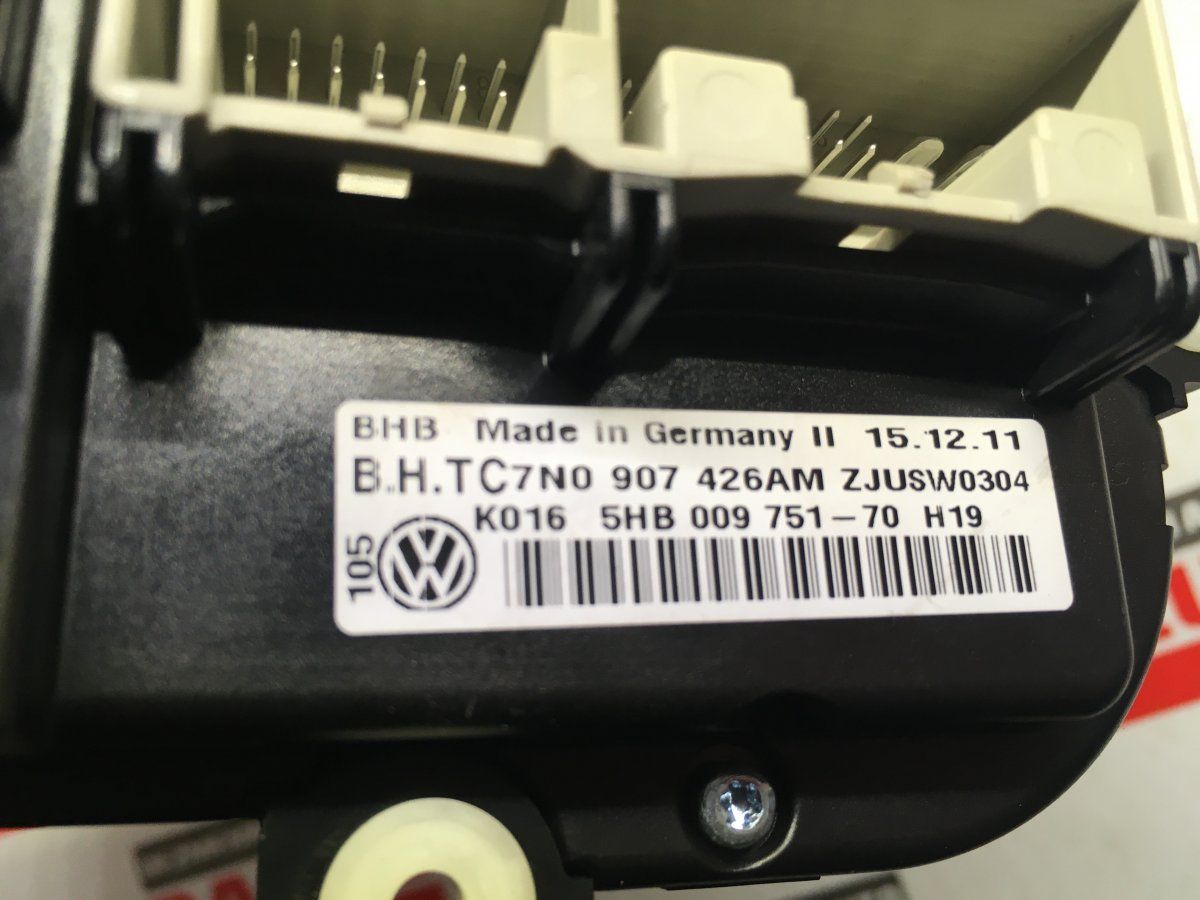 BHB Made in Germany II 15.12.11
B.H.TC7N0 907 426AM ZJUSW0304
K016 5HB 009 751-70 H19
105